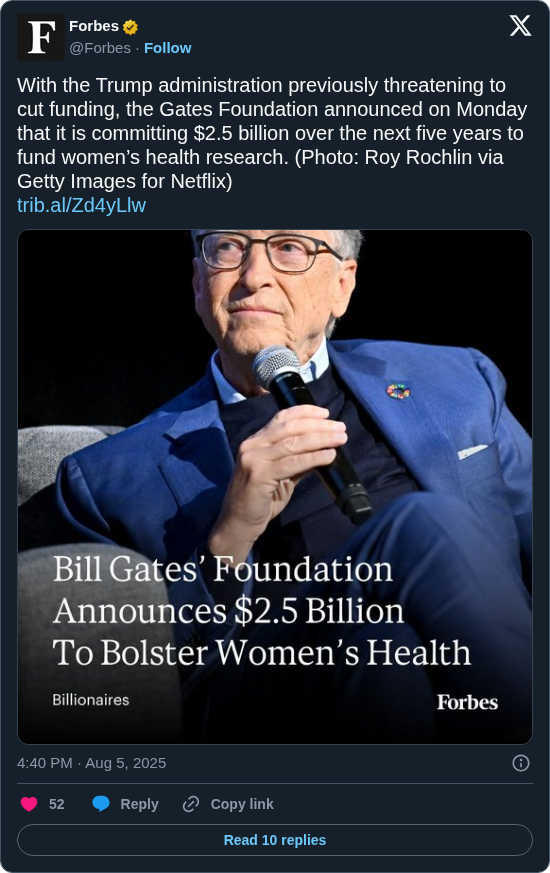 Forbes
@Forbes · Follow
With the Trump administration previously threatening to
cut funding, the Gates Foundation announced on Monday
that it is committing $2.5 billion over the next five years to
fund women’s health research. (Photo: Roy Rochlin via
Getty Images for Netflix)
trib.al/Zd4yLlw
Bill Gates’ Foundation
Announces $2.5 Billion
To Bolster Women’s Health
Billionaires
Forbes
4:40 PM · Aug 5, 2025
52
Reply
Copy link
Read 10 replies